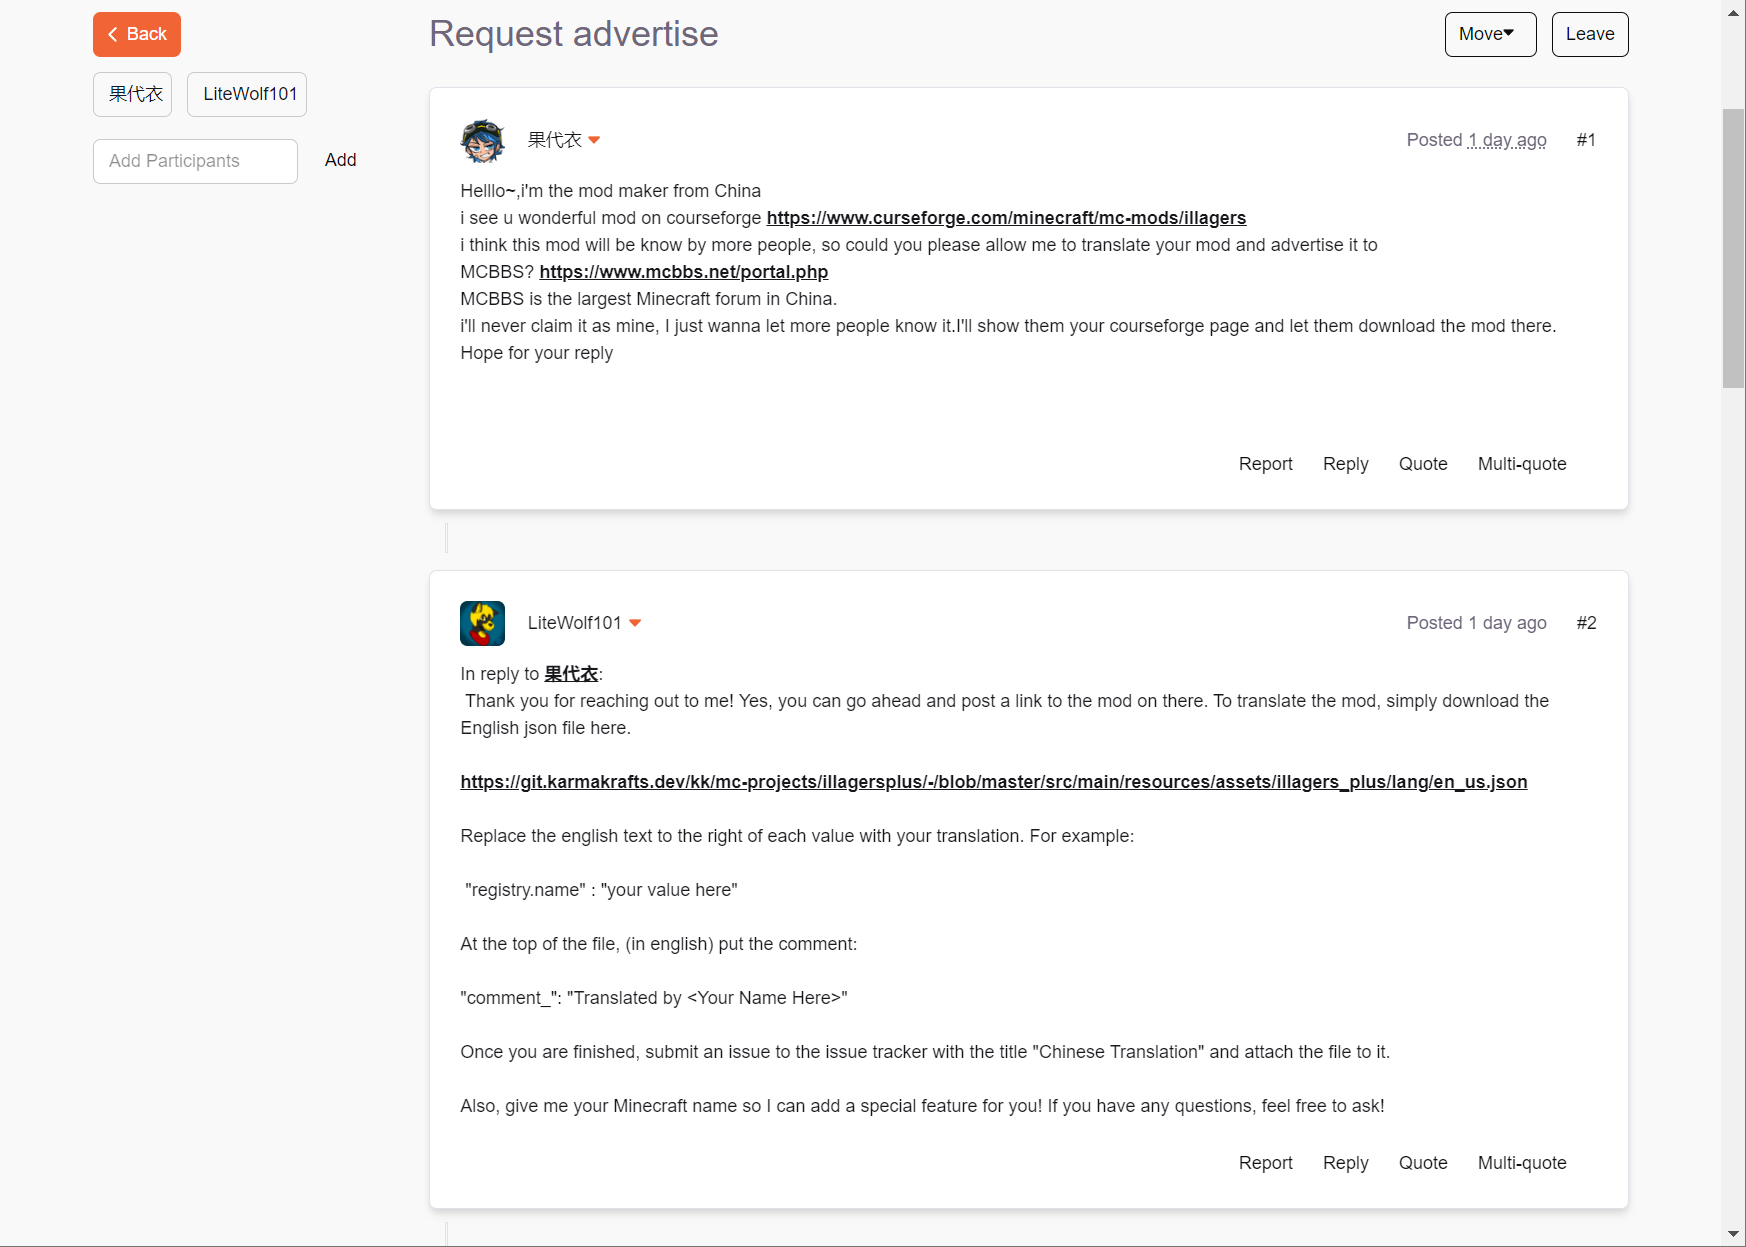 Back
Request advertise
Move
Leave
果代衣
LiteWolf101
Add Participants
Add
果代衣
Posted 1 day ago
#1
Helllo~,i'm the mod maker from China
i see u wonderful mod on courseforge https://www.curseforge.com/minecraft/mc-mods/illagers
i think this mod will be know by more people, so could you please allow me to translate your mod and advertise it to
MCBBS? https://www.mcbbs.net/portal.php
MCBBS is the largest Minecraft forum in China.
i'll never claim it as mine, I just wanna let more people know it.I'll show them your courseforge page and let them download the mod there.
Hope for your reply
Report
Reply
Quote
Multi-quote
LiteWolf101
Posted 1 day ago
#2
In reply to 果代衣:
Thank you for reaching out to me! Yes, you can go ahead and post a link to the mod on there. To translate the mod, simply download the
English json file here.
https://git.karmakrafts.dev/kk/mc-projects/illagersplus/-/blob/master/src/main/resources/assets/illagers_plus/lang/en_us.json
Replace the english text to the right of each value with your translation. For example:
"registry.name" : "your value here"
At the top of the file, (in english) put the comment:
"comment_": "Translated by <Your Name Here>"
Once you are finished, submit an issue to the issue tracker with the title "Chinese Translation" and attach the file to it.
Also, give me your Minecraft name so I can add a special feature for you! If you have any questions, feel free to ask!
Report
Reply
Quote
Multi-quote